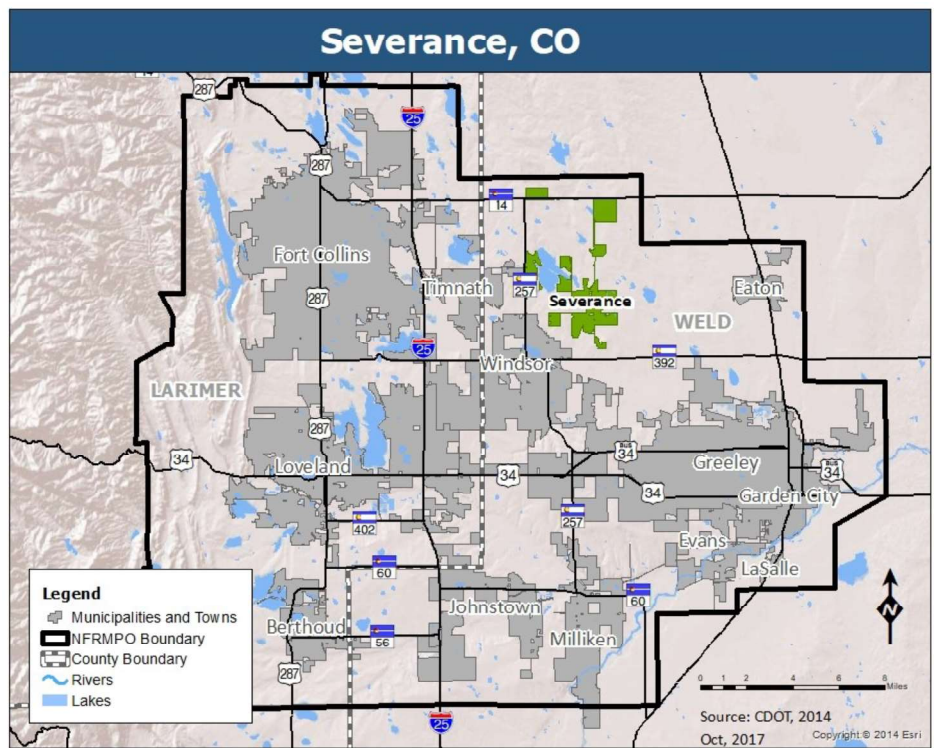 Severance, CO
287
25
287
14
Fort Collins
Timnath
257
Severance
Eaton
287
WELD
25
392
Windsor
LARIMER
287
BUS
34
34
Loveland
34
34
Greeley
BUS
34
Garden City
402
257
Evans
60
LaSalle
60
Johnstown
Berthoud
56
Milliken
287
25
N
Legend
Municipalities and Towns
NFRMPO Boundary
County Boundary
Rivers
Lakes
0 1 2 4 6 8
Miles
Source: CDOT, 2014
Oct, 2017
Copyright:© 2014 Esri